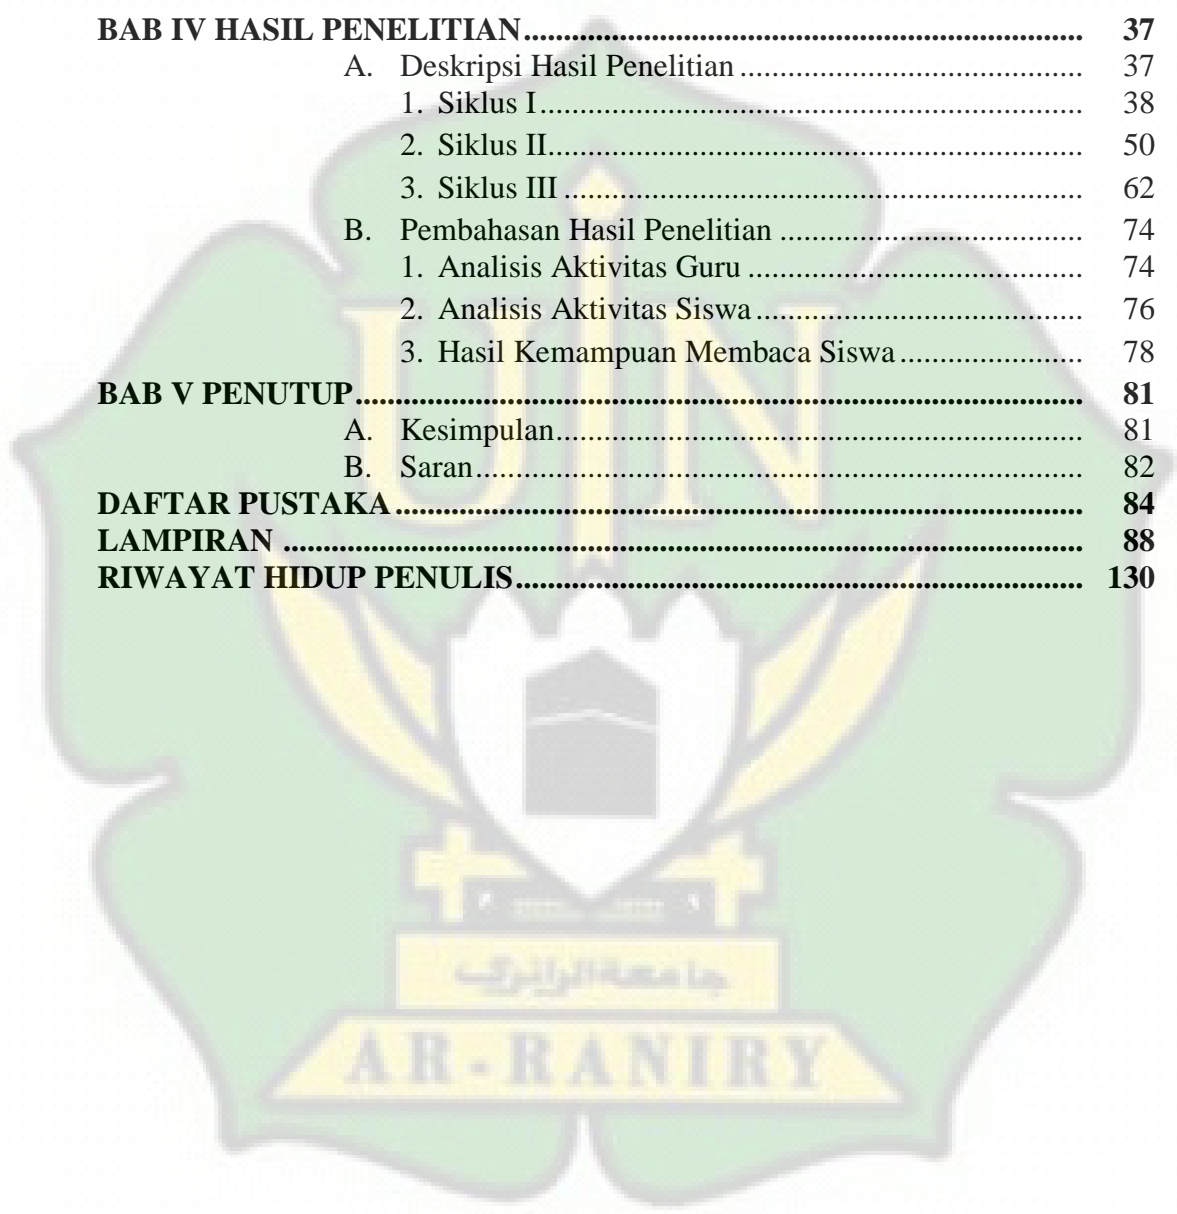 BAB IV HASIL PENELITIAN...................................................................... 37
A. Deskripsi Hasil Penelitian ........................................... 37
1. Siklus I.................................................................... 38
2. Siklus II................................................................... 50
3. Siklus III ................................................................. 62
B. Pembahasan Hasil Penelitian ...................................... 74
1. Analisis Aktivitas Guru .......................................... 74
2. Analisis Aktivitas Siswa ......................................... 76
3. Hasil Kemampuan Membaca Siswa ....................... 78
BAB V PENUTUP........................................................................................... 81
A. Kesimpulan.................................................................. 81
B. Saran............................................................................ 82
DAFTAR PUSTAKA ...................................................................................... 84
LAMPIRAN .................................................................................................... 88
RIWAYAT HIDUP PENULIS....................................................................... 130
UIN
جامعة الرانري
AR-RANIRY